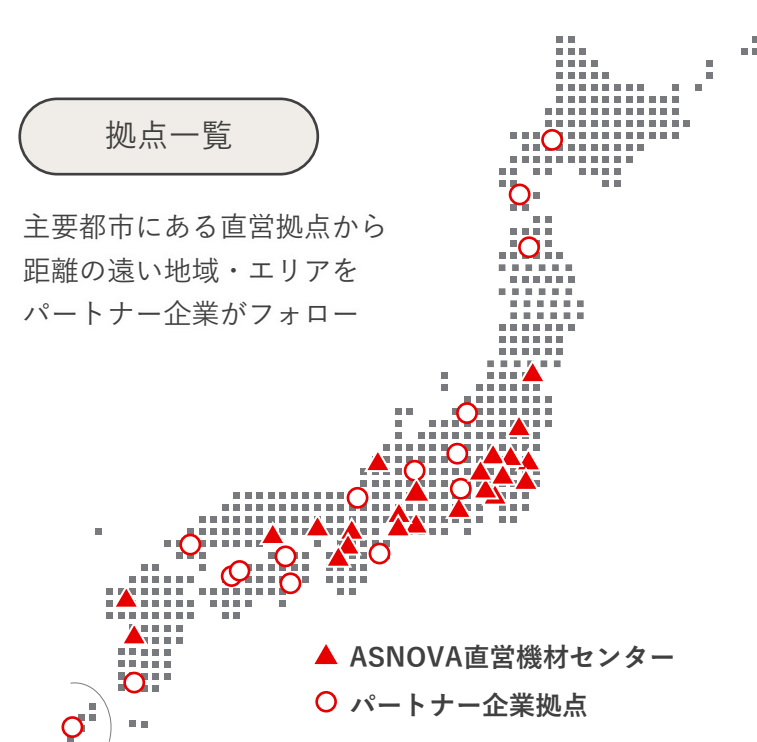 拠点一覧
主要都市にある直営拠点から
距離の遠い地域・エリアを
パートナー企業がフォロー
ASNOVA直営機材センター
パートナー企業拠点